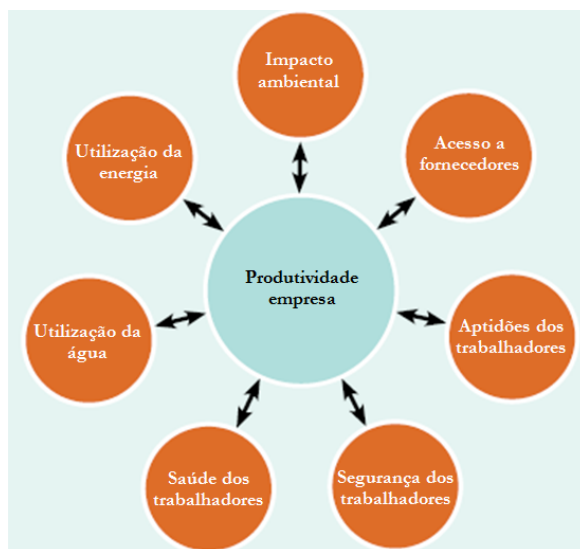 Impacto
ambiental
Utilização da
energia
Acesso a
fornecedores
Produtividade
empresa
Utilização da
água
Aptidões dos
trabalhadores
Saúde dos
trabalhadores
Segurança dos
trabalhadores